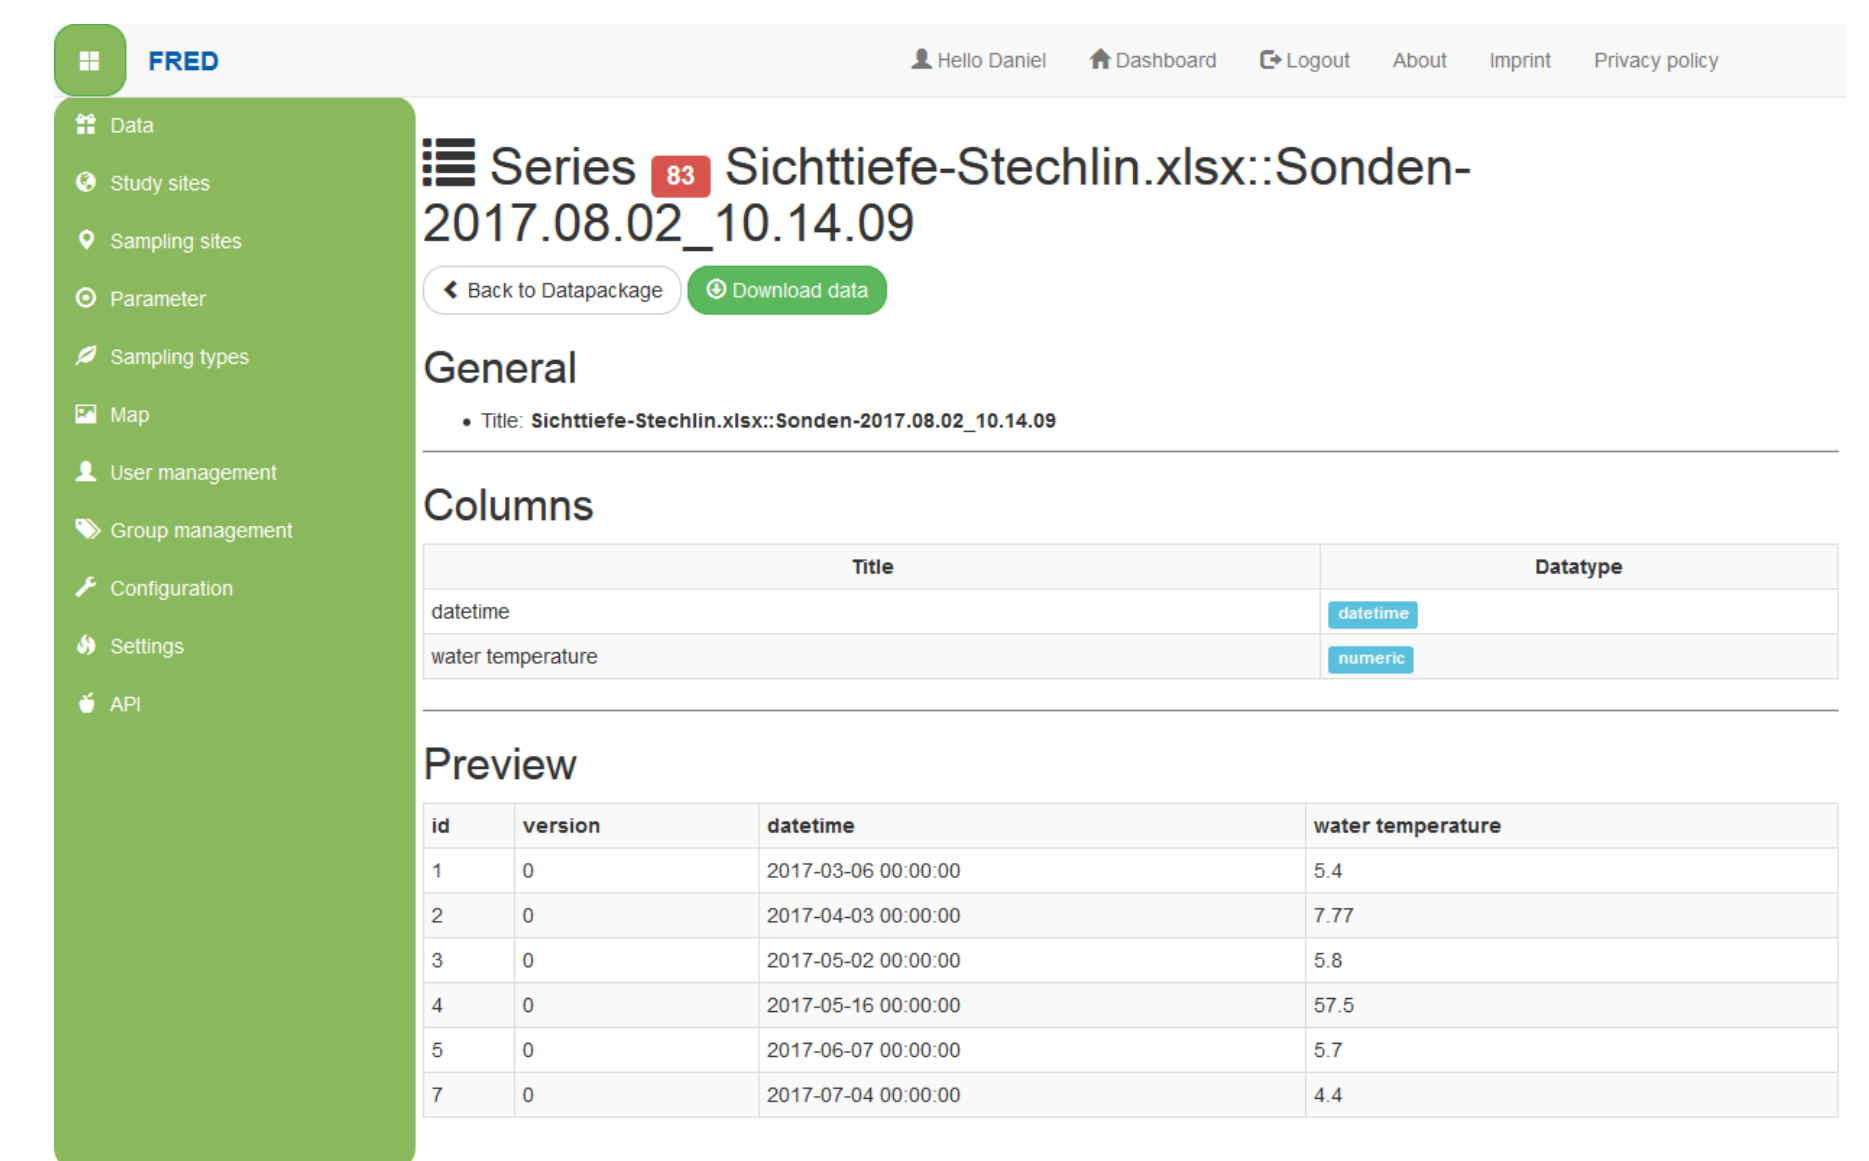 FRED
Hello Daniel Dashboard Logout About Imprint Privacy policy
Data
Study sites
Sampling sites
Parameter
Sampling types
Map
User management
Group management
Configuration
Settings
API
Series 83 Sichttiefe-Stechlin.xlsx::Sonden-
2017.08.02_10.14.09
Back to Datapackage Download data
General
• Title: Sichttiefe-Stechlin.xlsx::Sonden-2017.08.02_10.14.09
Columns
Title Datatype
datetime datetime
water temperature numeric
Preview
id version datetime water temperature
1 0 2017-03-06 00:00:00 5.4
2 0 2017-04-03 00:00:00 7.77
3 0 2017-05-02 00:00:00 5.8
4 0 2017-05-16 00:00:00 57.5
5 0 2017-06-07 00:00:00 5.7
7 0 2017-07-04 00:00:00 4.4